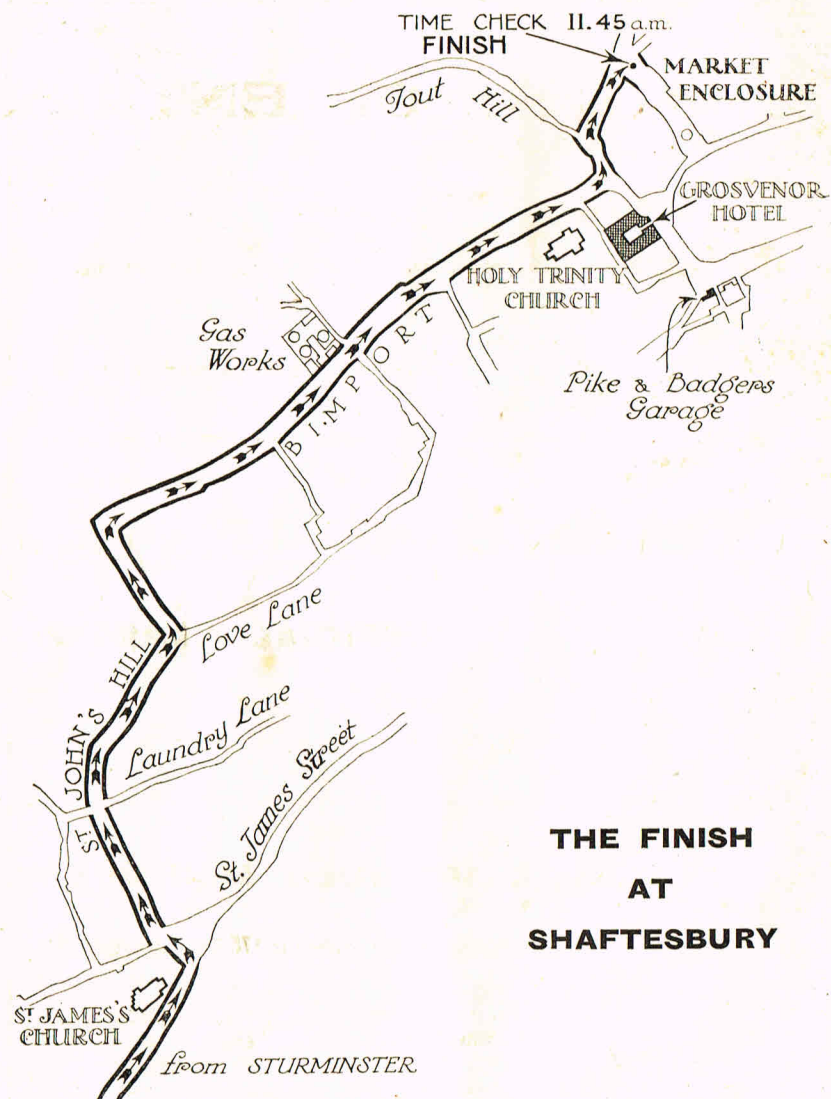 TIME CHECK 11.45 a.m.
FINISH
MARKET
ENCLOSURE
Tout Hill
GROSVENOR
HOTEL
HOLY TRINITY
CHURCH
Gas
Works
BIMPORT
Pike & Badgers
Garage
Love Lane
ST JOHN'S HILL
Laundry Lane
St. James Street
THE FINISH
AT
SHAFTESBURY
ST JAMES'S
CHURCH
from STURMINSTER